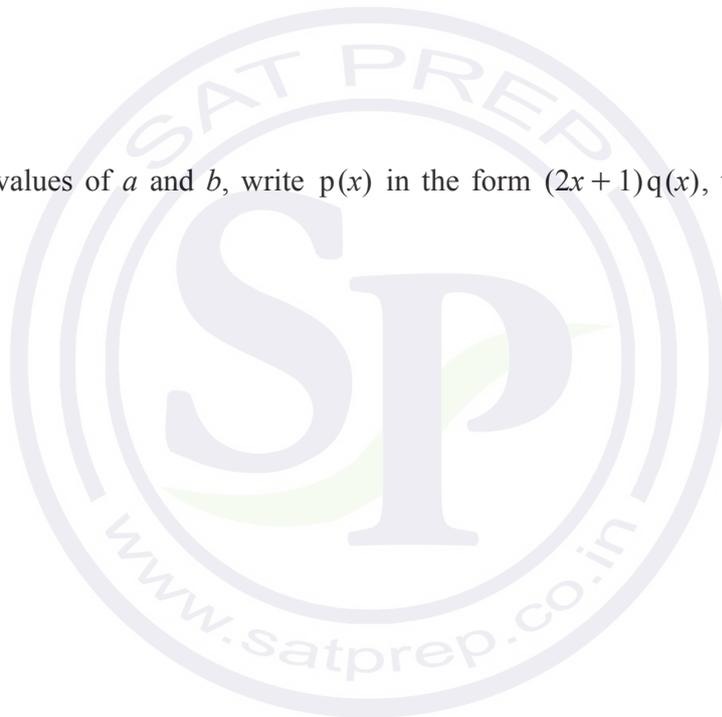 SAT PREP
values of a and b, write p(x) in the form (2x + 1)q(x),
SP
www.satprep.co.in